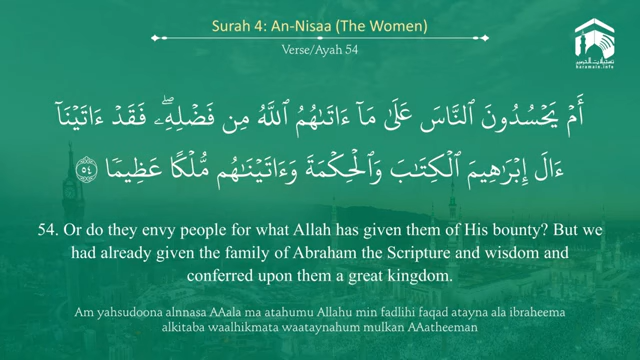 Surah 4: An-Nisaa (The Women)
Verse/Ayah 54
haramain.info
أَمْ يَحْسُدُونَ ٱلنَّاسَ عَلَىٰ مَآ ءَاتَىٰهُمُ ٱللَّهُ مِن فَضْلِهِۦۖ فَقَدْ ءَاتَيْنَآ
ءَالَ إِبْرَٰهِيمَ ٱلْكِتَٰبَ وَٱلْحِكْمَةَ وَءَاتَيْنَٰهُم مُّلْكًا عَظِيمًا ٥٤
54. Or do they envy people for what Allah has given them of His bounty? But we
had already given the family of Abraham the Scripture and wisdom and
conferred upon them a great kingdom.
Am yahsudoona alnnasa AAala ma atahumu Allahu min fadlihi faqad atayna ala ibraheema
alkitaba waalhikmata waataynahum mulkan AAatheeman